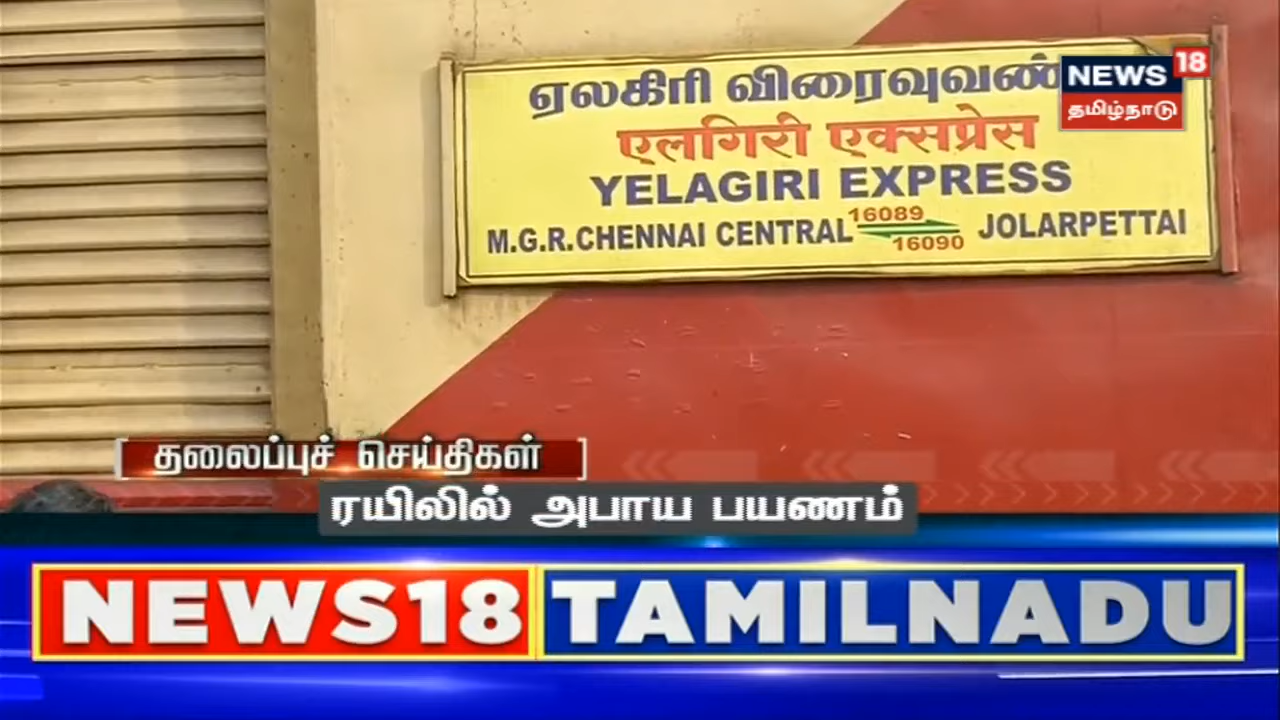 ஏலகிரி விரைவுவண்
NEWS 18
தமிழ்நாடு
एलगिरी एक्सप्रेस
YELAGIRI EXPRESS
M.G.R.CHENNAI CENTRAL 16089 16090 JOLARPETTAI
தலைப்புச் செய்திகள்
ரயிலில் அபாய பயணம்
NEWS18 TAMILNADU